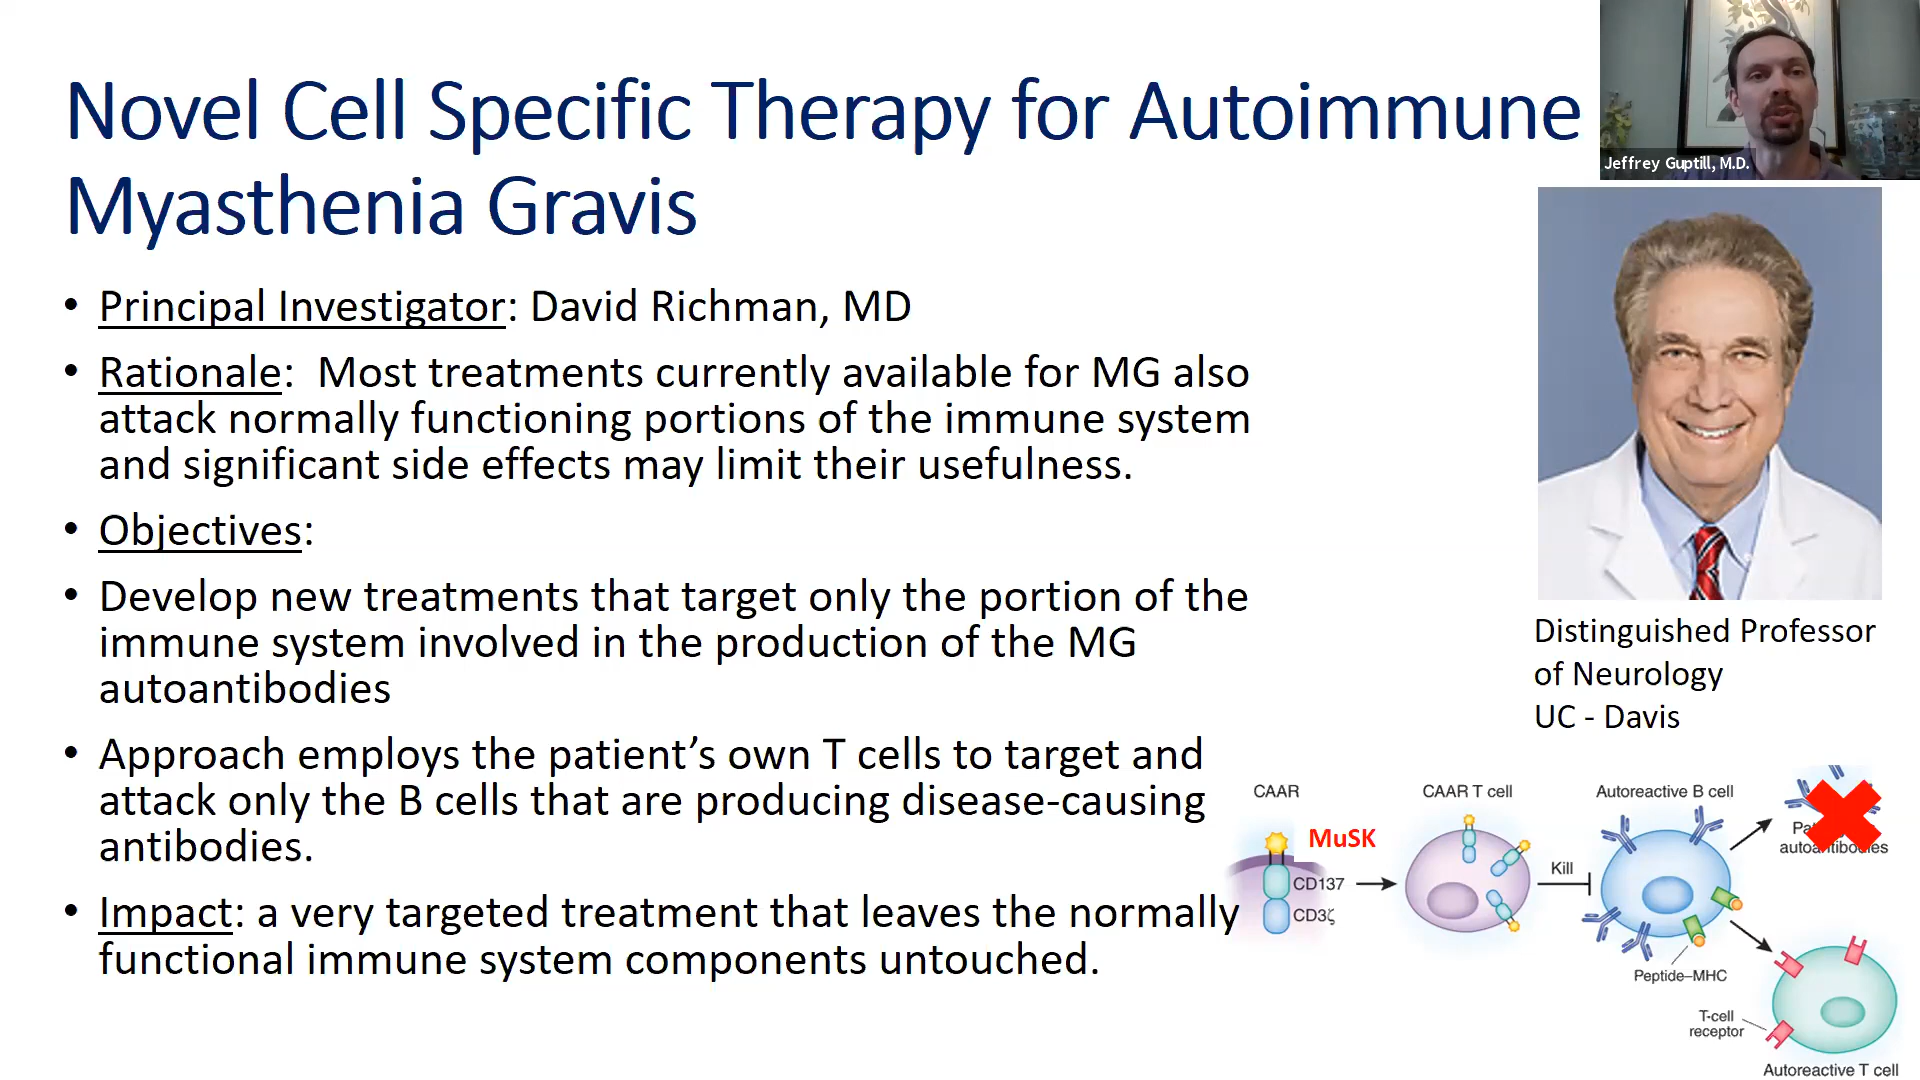 Novel Cell Specific Therapy for Autoimmune
Myasthenia Gravis
Jeffrey Guptill, M.D.
• Principal Investigator: David Richman, MD
• Rationale:  Most treatments currently available for MG also
attack normally functioning portions of the immune system
and significant side effects may limit their usefulness.
• Objectives:
• Develop new treatments that target only the portion of the
immune system involved in the production of the MG
autoantibodies
• Approach employs the patient’s own T cells to target and
attack only the B cells that are producing disease-causing
antibodies.
• Impact: a very targeted treatment that leaves the normally
functional immune system components untouched.
Distinguished Professor
of Neurology
UC - Davis
CAAR
MuSK
CD137
CD3ζ
CAAR T cell
Kill
Autoreactive B cell
autoantibodies
Peptide–MHC
T-cell
receptor
Autoreactive T cell